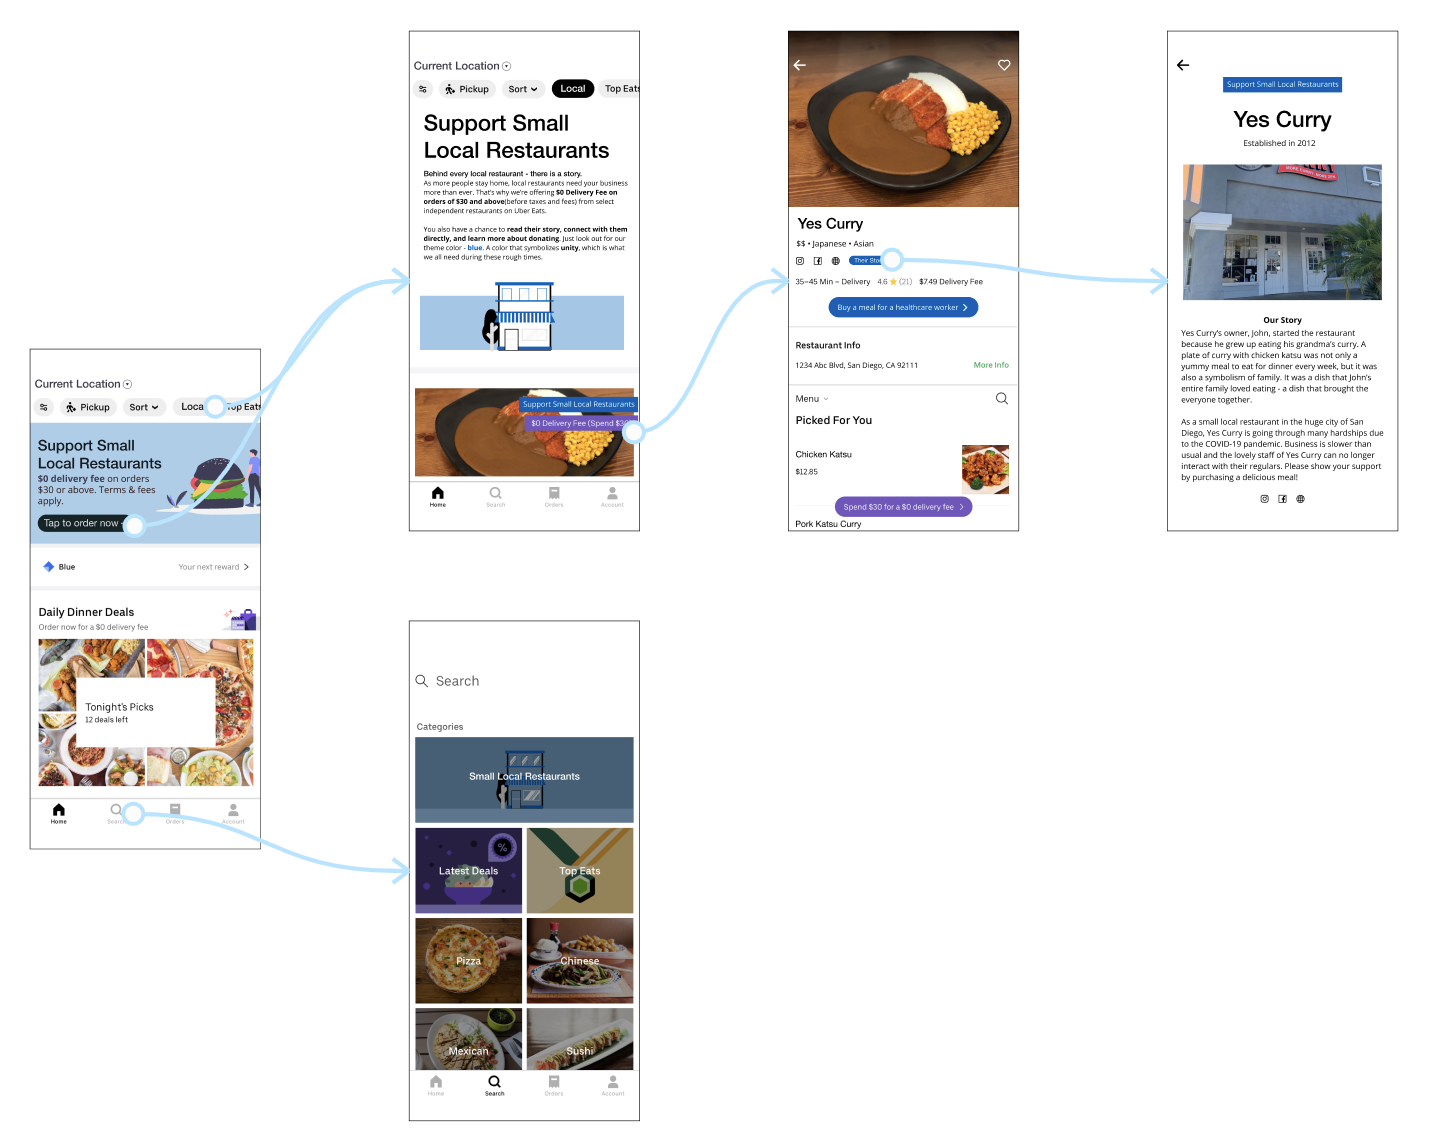 Current Location
Pickup
Sort
Local
Top Eats
Support Small
Local Restaurants
$0 delivery fee on orders
$30 or above. Terms & fees
apply.
Tap to order now
Blue
Your next reward
Daily Dinner Deals
Order now for a $0 delivery fee
Tonight's Picks
12 deals left
Home
Search
Orders
Account
Current Location
Pickup
Sort
Local
Top Eats
Support Small
Local Restaurants
Behind every local restaurant - there is a story.
As more people stay home, local restaurants need your business
more than ever. That's why we're offering $0 Delivery Fee on
orders of $30 and above(before taxes and fees) from select
independent restaurants on Uber Eats.
You also have a chance to read their story, connect with them
directly, and learn more about donating. Just look out for our
theme color - blue. A color that symbolizes unity, which is what
we all need during these rough times.
Support Small Local Restaurants
$0 Delivery Fee (Spend $30)
Home
Search
Orders
Account
Yes Curry
$$ • Japanese • Asian
Their Story
35–45 Min – Delivery 4.6 ★ (21) $7.49 Delivery Fee
Buy a meal for a healthcare worker
Restaurant Info
1234 Abc Blvd, San Diego, CA 92111
More Info
Menu
Picked For You
Chicken Katsu
$12.85
Spend $30 for a $0 delivery fee
Pork Katsu Curry
Support Small Local Restaurants
Yes Curry
Established in 2012
Our Story
Yes Curry's owner, John, started the restaurant
because he grew up eating his grandma's curry. A
plate of curry with chicken katsu was not only a
yummy meal to eat for dinner every week, but it was
also a symbolism of family. It was a dish that John's
entire family loved eating - a dish that brought the
everyone together.
As a small local restaurant in the huge city of San
Diego, Yes Curry is going through many hardships due
to the COVID-19 pandemic. Business is slower than
usual and the lovely staff of Yes Curry can no longer
interact with their regulars. Please show your support
by purchasing a delicious meal!
Search
Categories
Small Local Restaurants
Latest Deals
%
Top Eats
Pizza
Chinese
Mexican
Sushi
Home
Search
Orders
Account